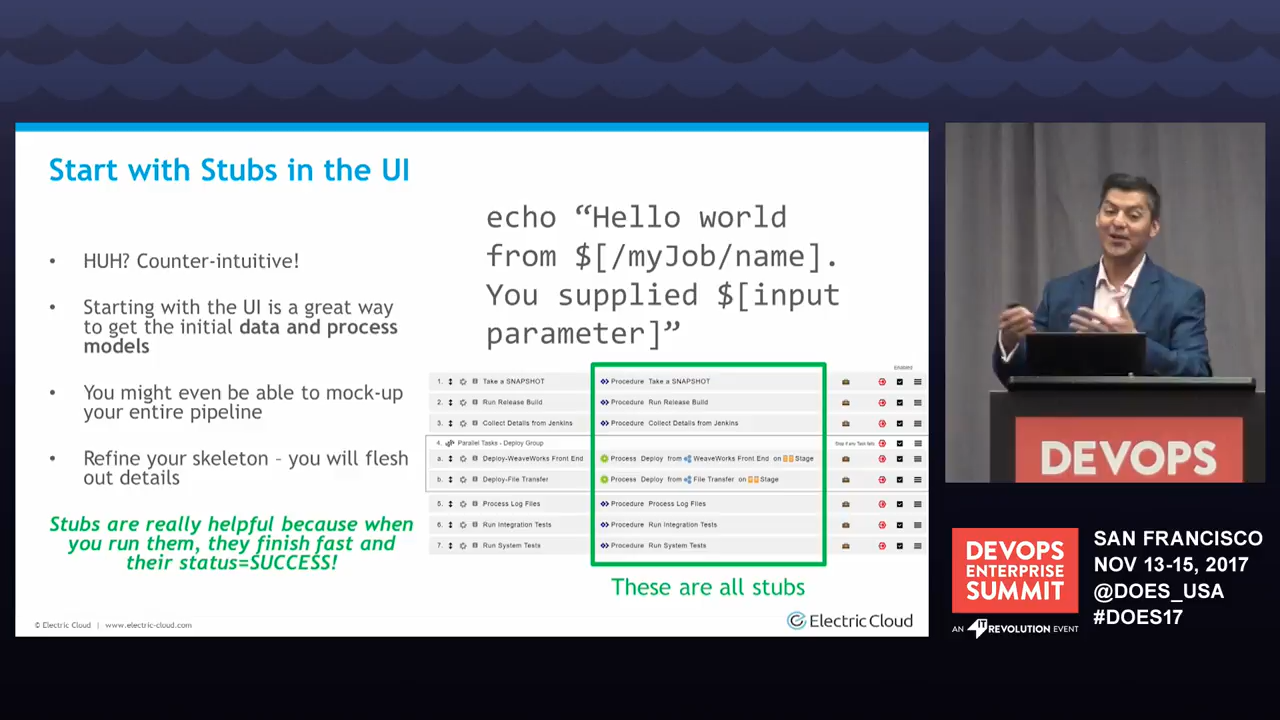 Start with Stubs in the UI
• HUH? Counter-intuitive!
• Starting with the UI is a great way
to get the initial data and process
models
• You might even be able to mock-up
your entire pipeline
• Refine your skeleton – you will flesh
out details
Stubs are really helpful because when
you run them, they finish fast and
their status=SUCCESS!
echo “Hello world
from $[/myJob/name].
You supplied $[input
parameter]”
Enabled
1. Take a SNAPSHOT Procedure Take a SNAPSHOT
2. Run Release Build Procedure Run Release Build
3. Collect Details from Jenkins Procedure Collect Details from Jenkins
4. Parallel Tasks - Deploy Group Stop if any Task fails
a. Deploy-WeaveWorks Front End Process Deploy from WeaveWorks Front End on Stage
b. Deploy-File Transfer Process Deploy from File Transfer on Stage
5. Process Log Files Procedure Process Log Files
6. Run Integration Tests Procedure Run Integration Tests
7. Run System Tests Procedure Run System Tests
These are all stubs
© Electric Cloud | www.electric-cloud.com
Electric Cloud
DEVOPS
DEVOPS
ENTERPRISE
SUMMIT
AN IT REVOLUTION EVENT
SAN FRANCISCO
NOV 13-15, 2017
@DOES_USA
#DOES17